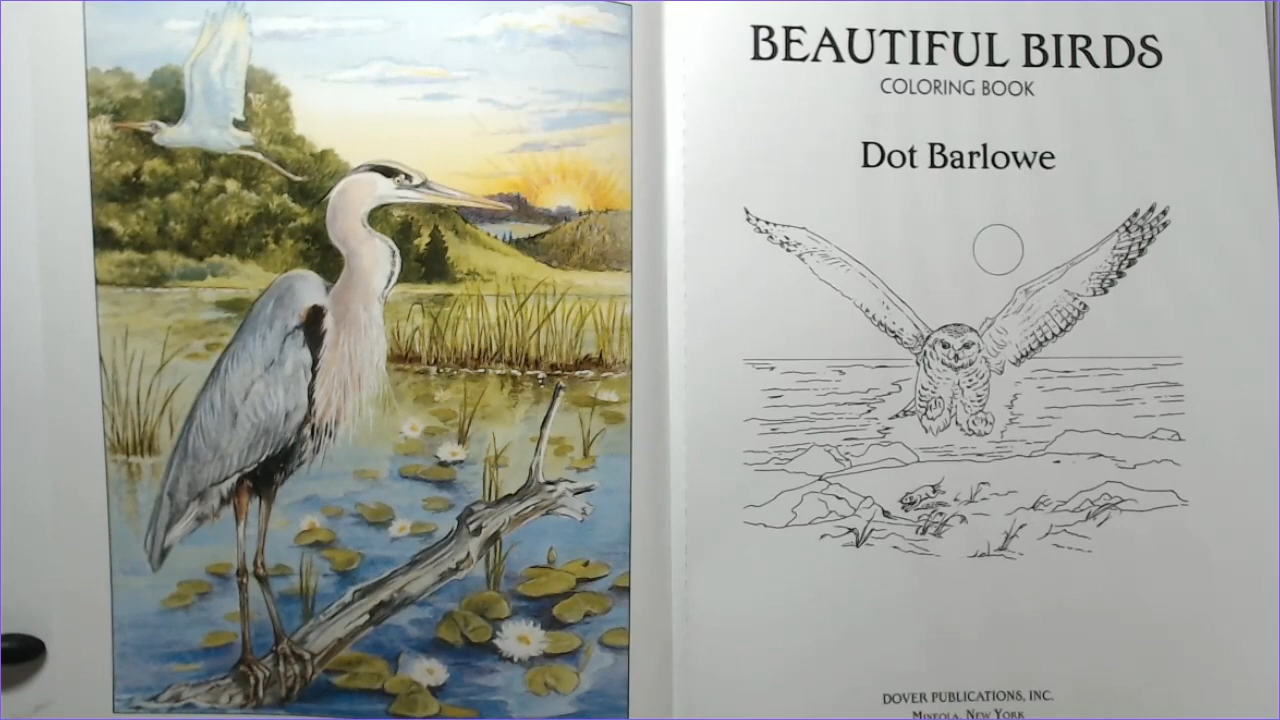 BEAUTIFUL BIRDS
COLORING BOOK
Dot Barlowe
DOVER PUBLICATIONS, INC.
MINEOLA, NEW YORK